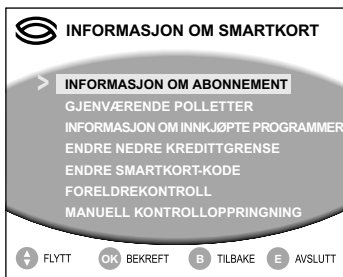 INFORMASJON OM SMARTKORT
> INFORMASJON OM ABONNEMENT
GJENVÆRENDE POLLETTER
INFORMASJON OM INNKJØPTE PROGRAMMER
ENDRE NEDRE KREDITTGRENSE
ENDRE SMARTKORT-KODE
FORELDREKONTROLL
MANUELL KONTROLLOPPRINGNING
FLYTT OK BEKREFT B TILBAKE E AVSLUTT